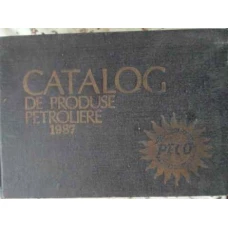 CATALOG
DE PRODUSE
PETROLIERE
1987
PECO